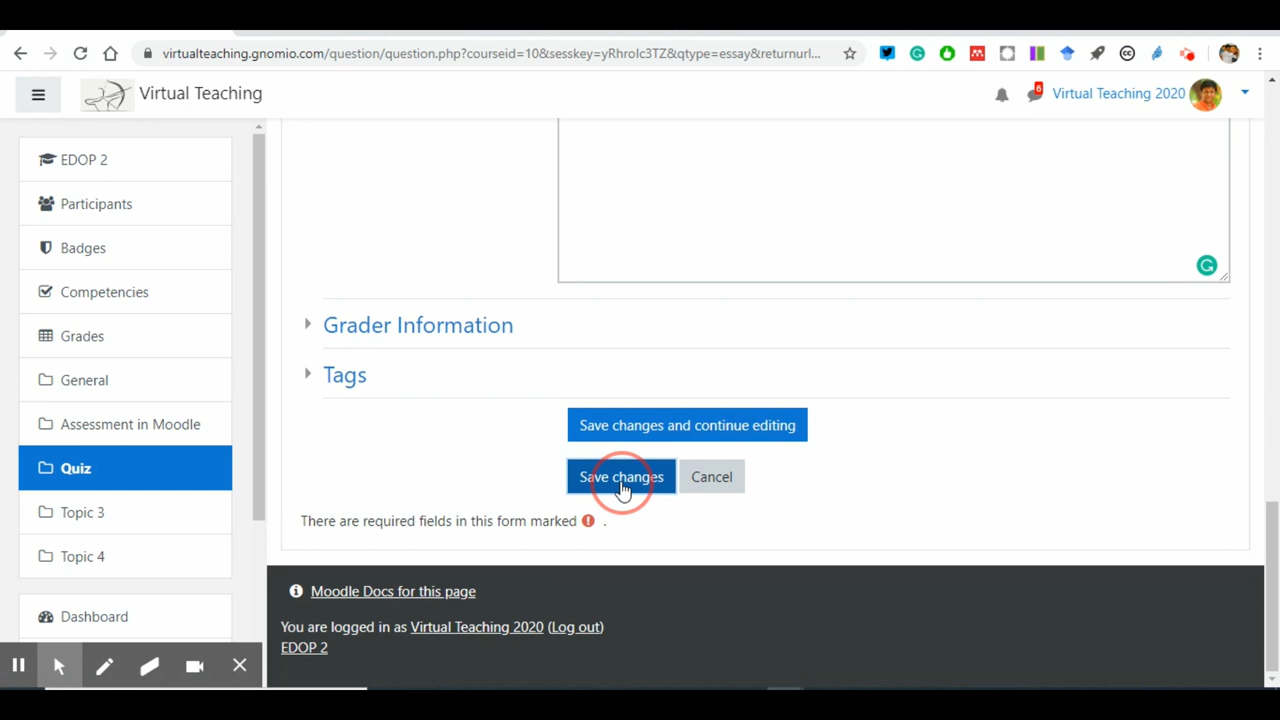 virtualteaching.gnomio.com/question/question.php?courseid=10&sesskey=yRhrolc3TZ&qtype=essay&returnurl...
Virtual Teaching
6
Virtual Teaching 2020
EDOP 2
Participants
Badges
Competencies
Grades
General
Assessment in Moodle
Quiz
Topic 3
Topic 4
Dashboard
Grader Information
Tags
Save changes and continue editing
Save changes
Cancel
There are required fields in this form marked .
Moodle Docs for this page
You are logged in as Virtual Teaching 2020 (Log out)
EDOP 2